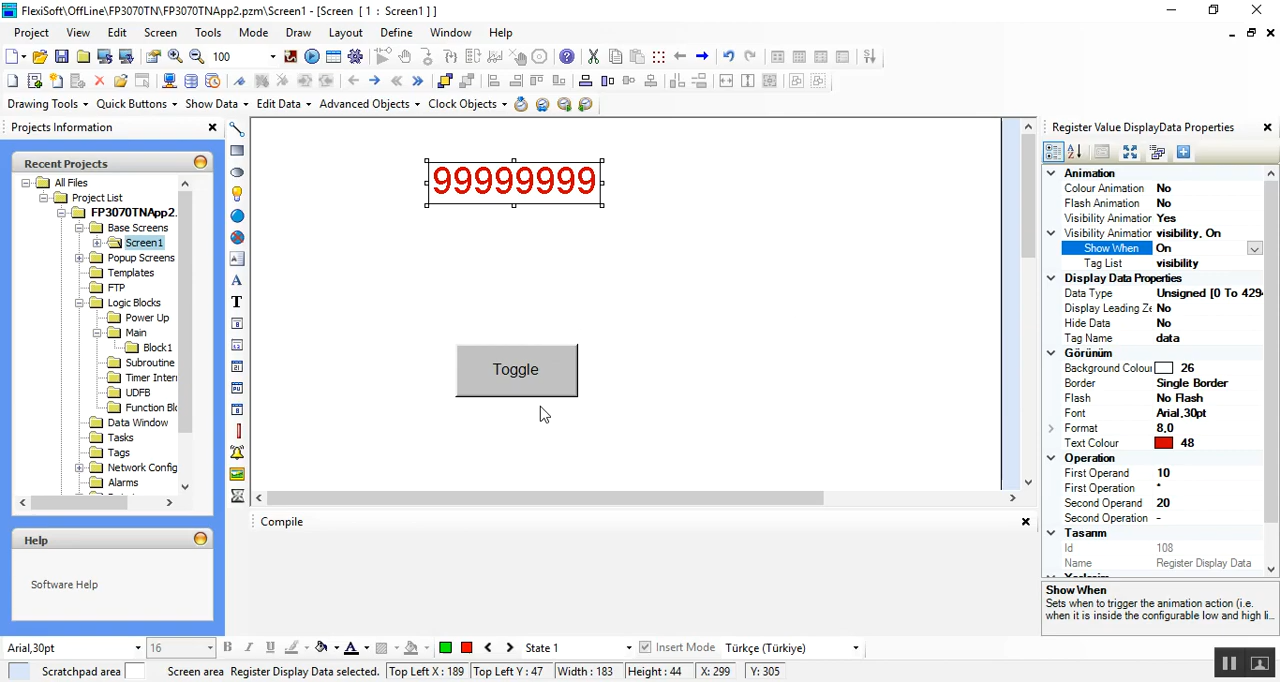 FlexiSoft\OffLine\FP3070TN\FP3070TNApp2.pzm\Screen1 - [Screen [ 1 : Screen1 ] ]
Project View Edit Screen Tools Mode Draw Layout Define Window Help
100
Drawing Tools Quick Buttons Show Data Edit Data Advanced Objects Clock Objects
Projects Information
Recent Projects
All Files
Project List
FP3070TNApp2.
Base Screens
Screen1
Popup Screens
Templates
FTP
Logic Blocks
Power Up
Main
Block1
Subroutine
Timer Inter
UDFB
Function Blo
Data Window
Tasks
Tags
Network Config
Alarms
Help
Software Help
99999999
Toggle
Compile
Register Value DisplayData Properties
Animation
Colour Animation No
Flash Animation No
Visibility Animation Yes
Visibility Animation visibility, On
Show When On
Tag List visibility
Display Data Properties
Data Type Unsigned [0 To 4294
Display Leading Ze No
Hide Data No
Tag Name data
Görünüm
Background Colour 26
Border Single Border
Flash No Flash
Font Arial,30pt
Format 8,0
Text Colour 48
Operation
First Operand 10
First Operation *
Second Operand 20
Second Operation -
Tasarım
Id 108
Name Register Display Data
Show When
Sets when to trigger the animation action (i.e. when it is inside the configurable low and high li...
Arial,30pt 16 B I U A State 1 Insert Mode Türkçe (Türkiye)
Scratchpad area Screen area Register Display Data selected. Top Left X : 189 Top Left Y : 47 Width : 183 Height : 44 X: 299 Y: 305